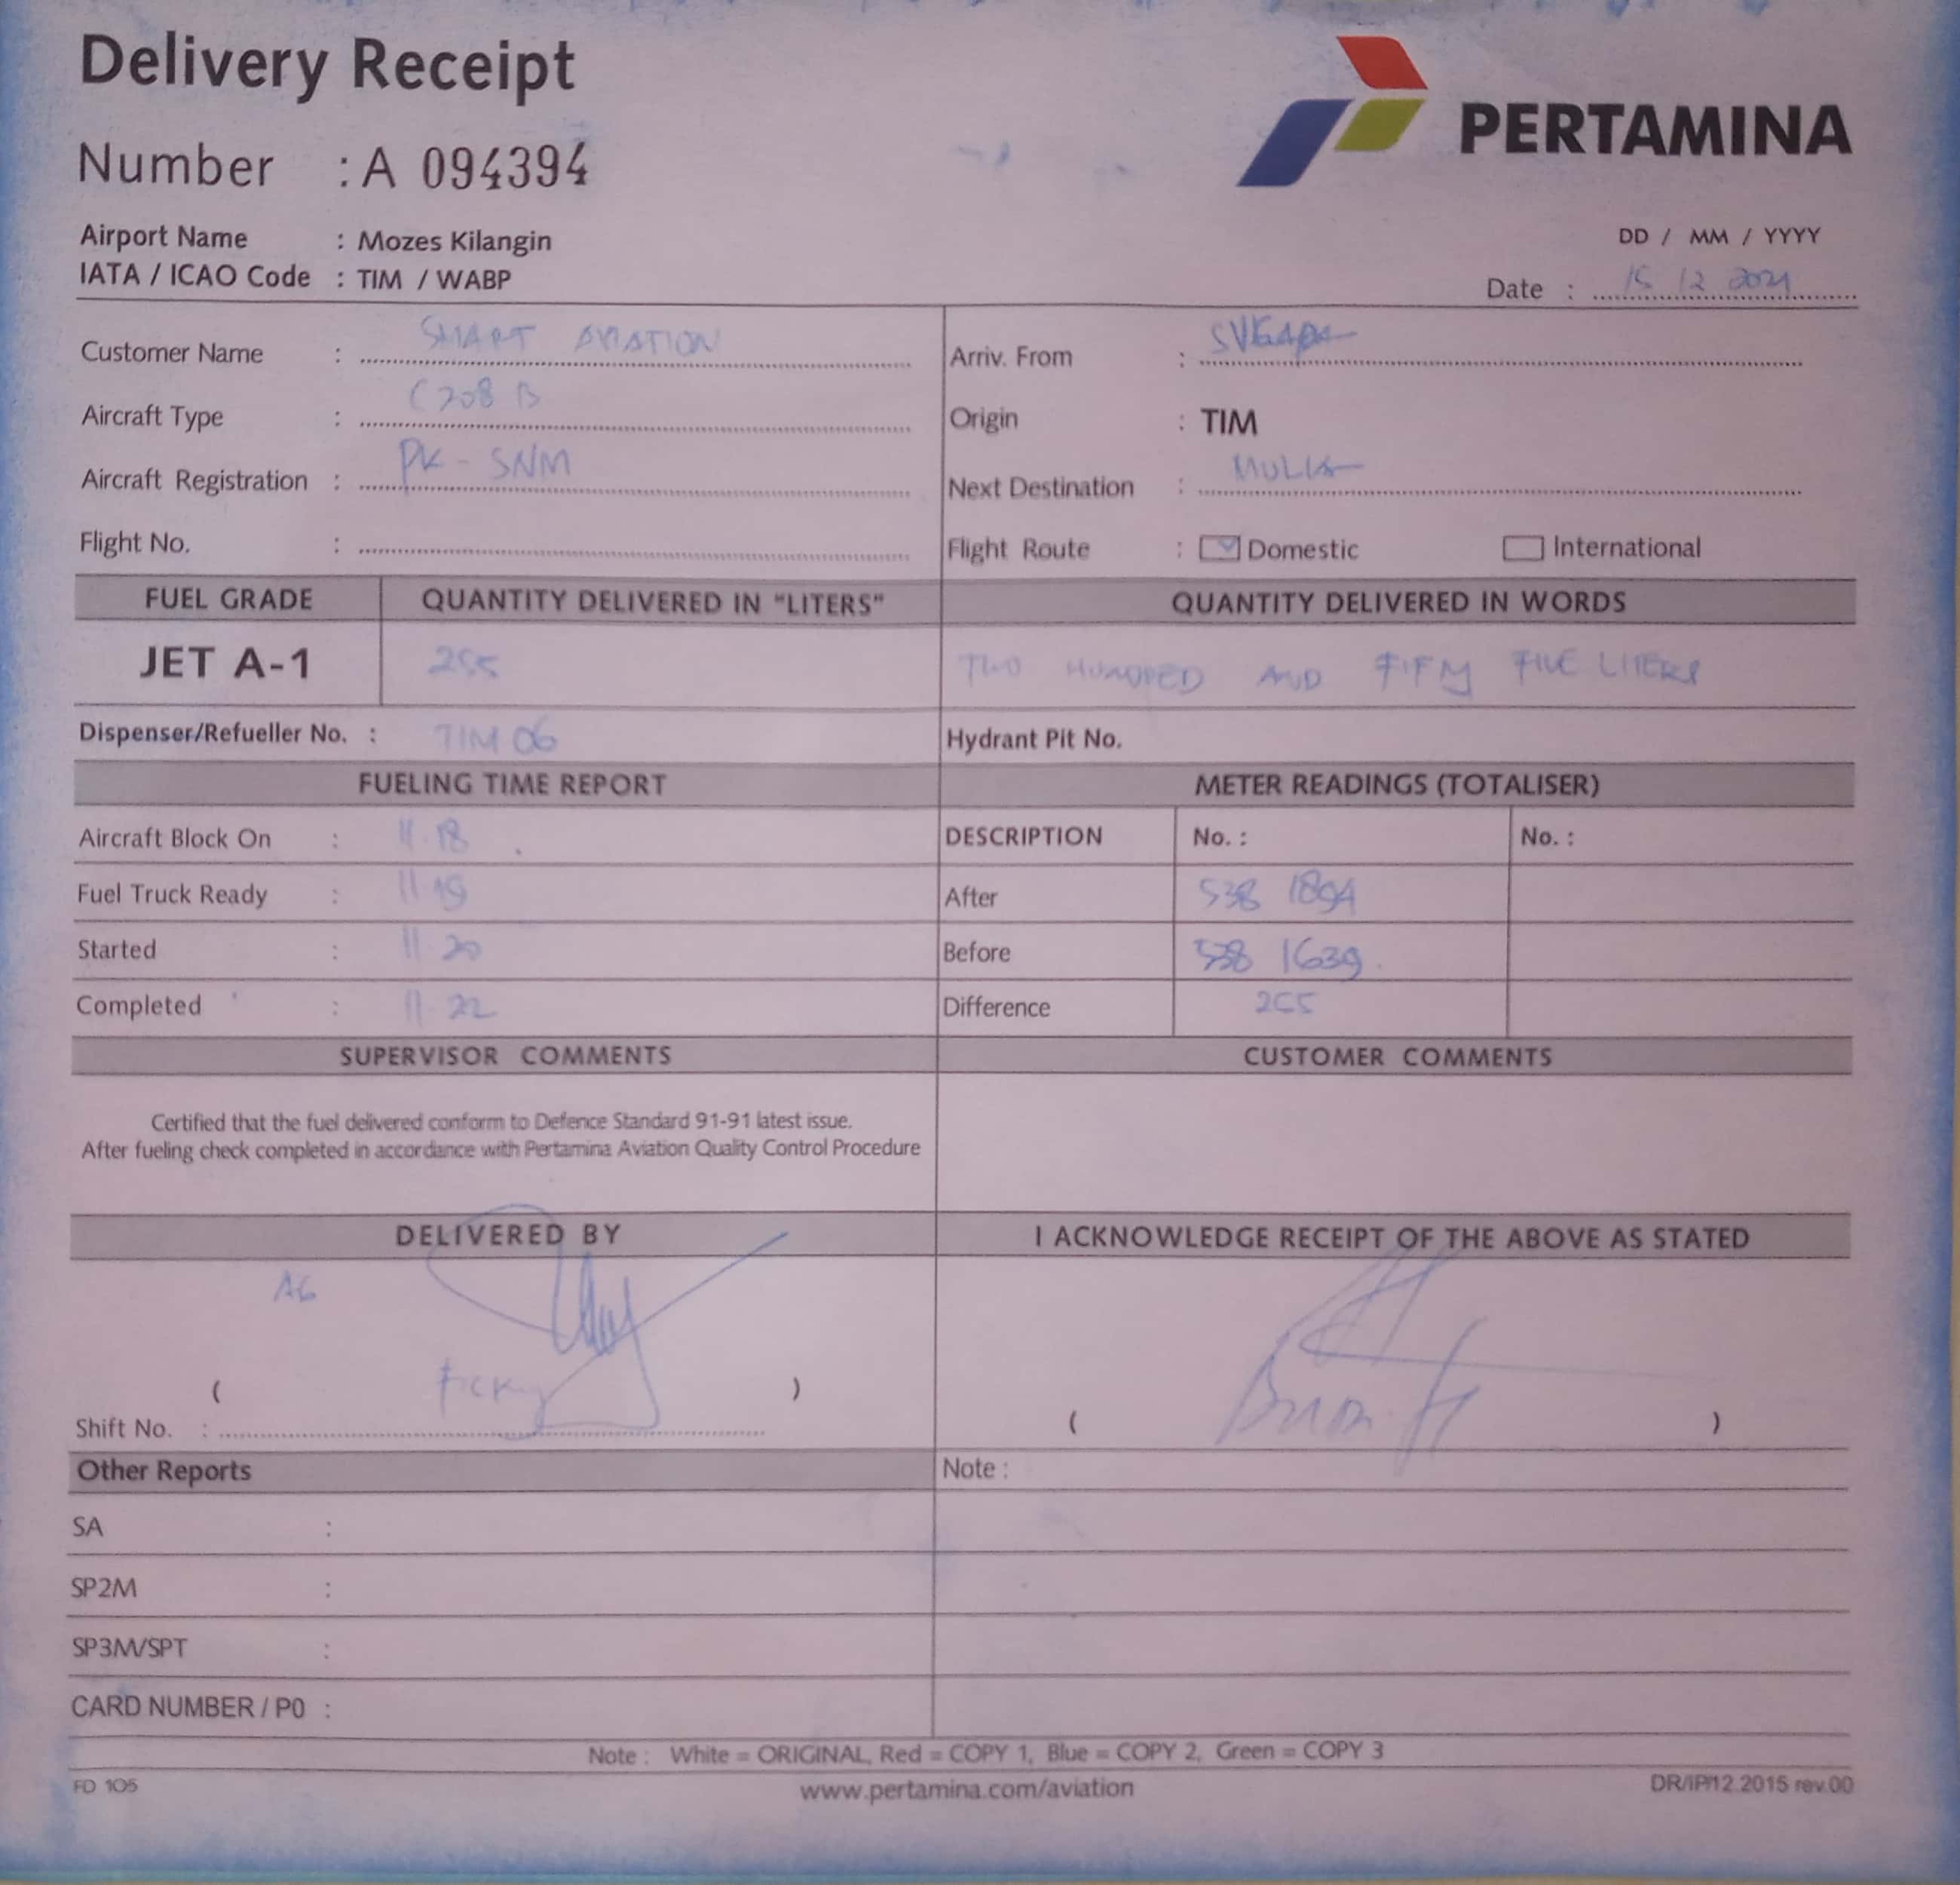 Delivery Receipt
PERTAMINA
Number : A 094394
Airport Name : Mozes Kilangin
IATA / ICAO Code : TIM / WABP
DD / MM / YYYY
Date : 15 12 2021
Customer Name : SMART AVIATION
Aircraft Type : C208 B
Aircraft Registration : PK - SNM
Flight No. :
Arriv. From :
Origin : TIM
Next Destination : MULIA
Flight Route : Domestic International
FUEL GRADE QUANTITY DELIVERED IN "LITERS" QUANTITY DELIVERED IN WORDS
JET A-1 255 TWO HUNDRED AND FIFTY FIVE LITERS
Dispenser/Refueller No. : TIM 06 Hydrant Pit No.
FUELING TIME REPORT METER READINGS (TOTALISER)
Aircraft Block On : 11.18 DESCRIPTION No. : No. :
Fuel Truck Ready : 11 19 After 538 1894
Started : 11.20 Before 538 1639
Completed : 11.22 Difference 255
SUPERVISOR COMMENTS CUSTOMER COMMENTS
Certified that the fuel delivered conform to Defence Standard 91-91 latest issue.
After fueling check completed in accordance with Pertamina Aviation Quality Control Procedure
DELIVERED BY I ACKNOWLEDGE RECEIPT OF THE ABOVE AS STATED
( )
Shift No. :
( )
Other Reports Note :
SA :
SP2M :
SP3M/SPT :
CARD NUMBER / P0 :
Note : White = ORIGINAL, Red = COPY 1, Blue = COPY 2, Green = COPY 3
FD 105 www.pertamina.com/aviation DR/IP/12.2015 rev.00